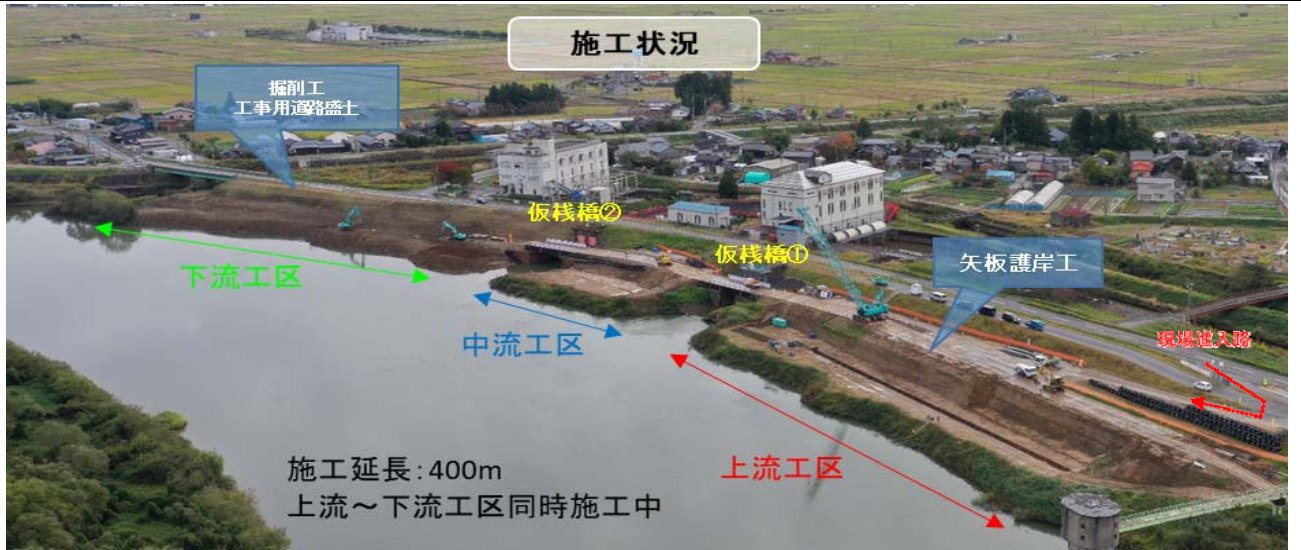 施工状況
掘削工
工事用道路盛土
仮桟橋②
仮桟橋①
矢板護岸工
現場進入路
下流工区
中流工区
上流工区
施工延長:400m
上流～下流工区同時施工中